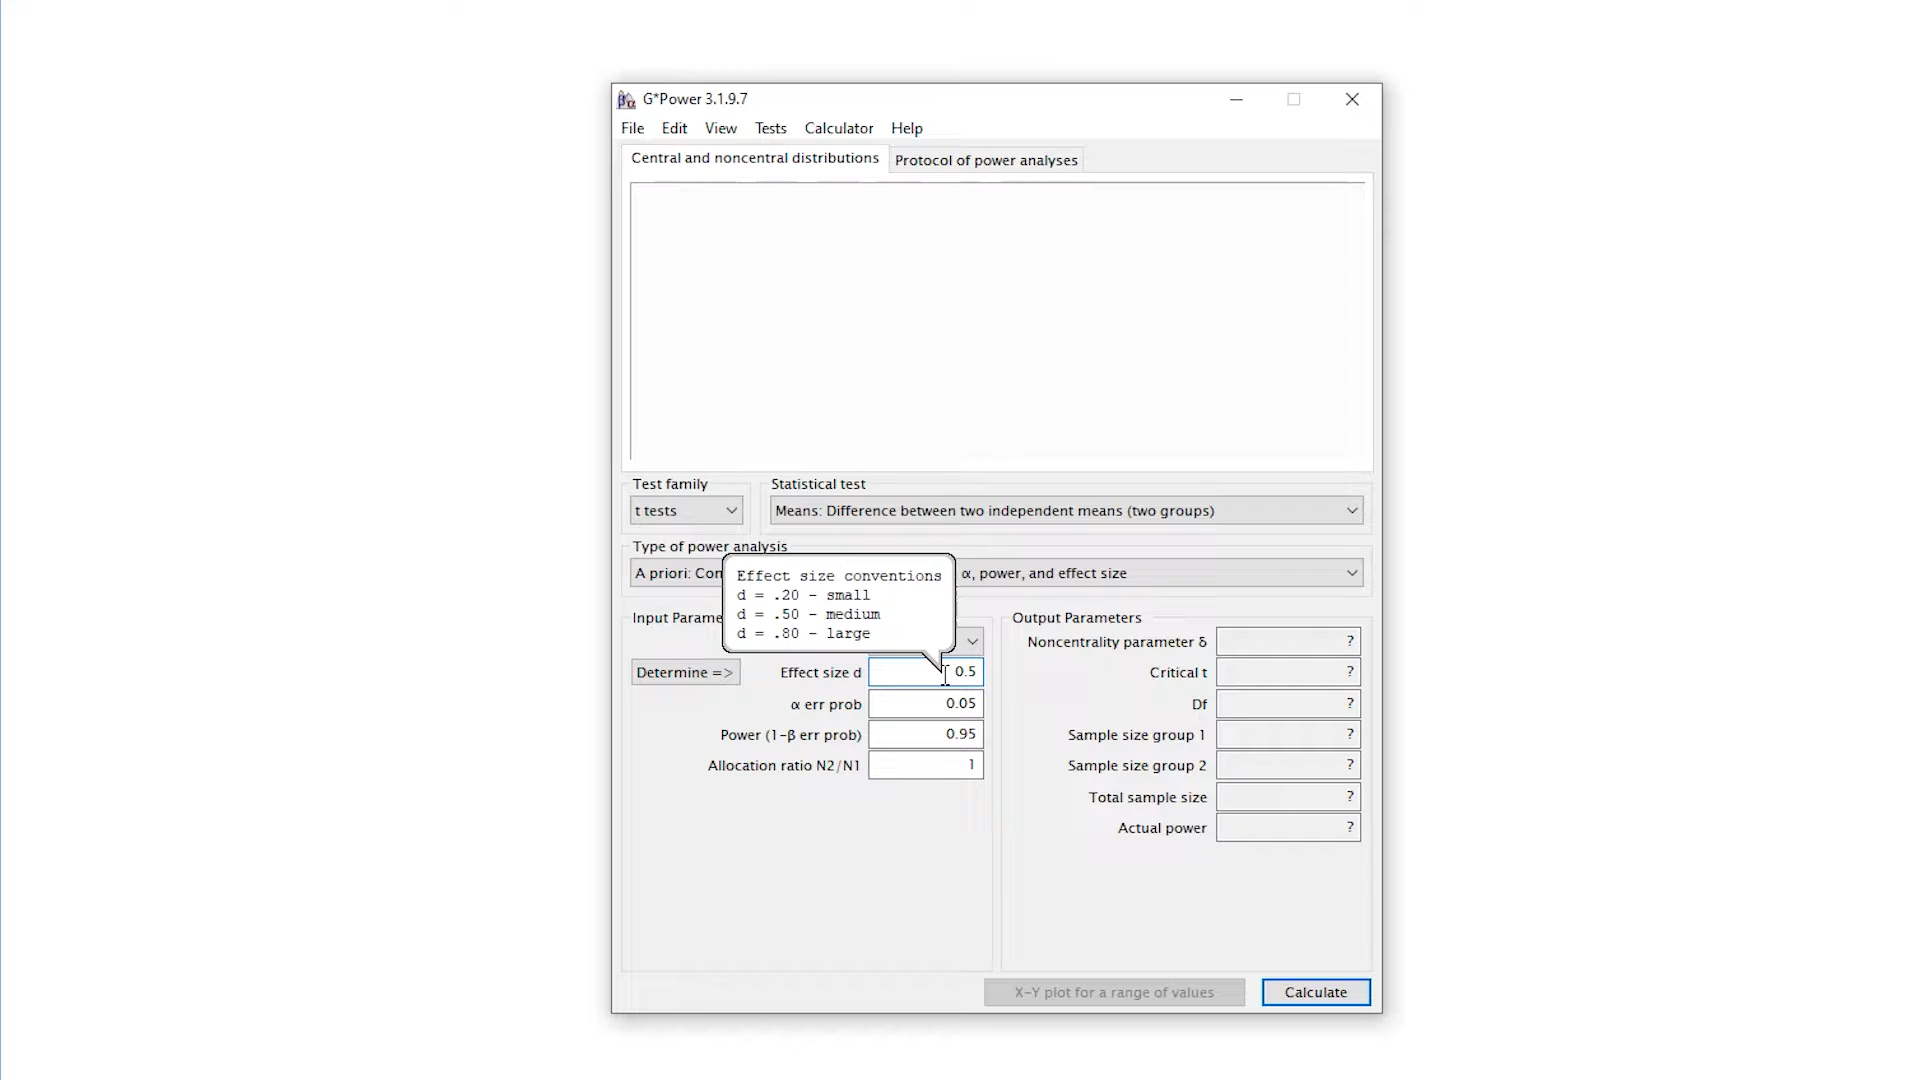 G*Power 3.1.9.7
File Edit View Tests Calculator Help
Central and noncentral distributions Protocol of power analyses
Test family Statistical test
t tests Means: Difference between two independent means (two groups)
Type of power analysis
A priori: α, power, and effect size
Effect size conventions
d = .20 - small
d = .50 - medium
d = .80 - large
Input Output Parameters
Noncentrality parameter δ ?
Determine => Effect size d 0.5 Critical t ?
α err prob 0.05 Df ?
Power (1-β err prob) 0.95 Sample size group 1 ?
Allocation ratio N2/N1 1 Sample size group 2 ?
Total sample size ?
Actual power ?
X-Y plot for a range of values Calculate